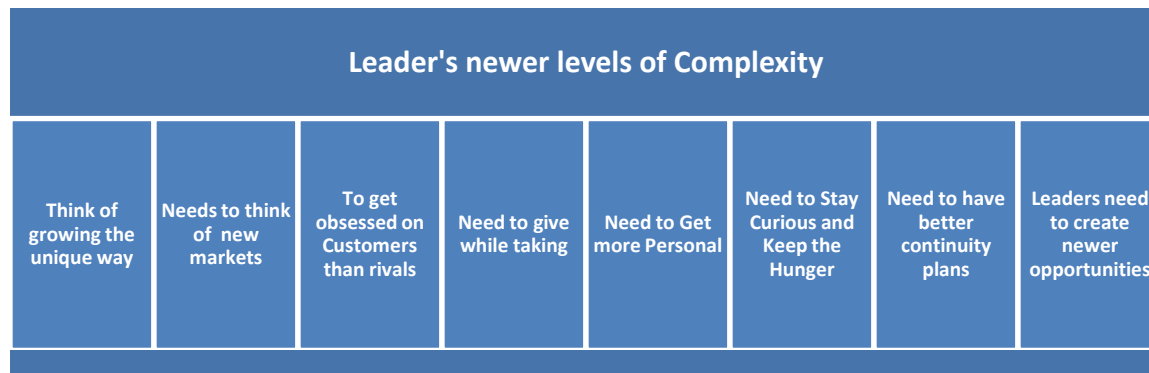 Leader's newer levels of Complexity
Think of
growing the
unique way
Needs to think
of new
markets
To get
obsessed on
Customers
than rivals
Need to give
while taking
Need to Get
more Personal
Need to Stay
Curious and
Keep the
Hunger
Need to have
better
continuity
plans
Leaders need
to create
newer
opportunities